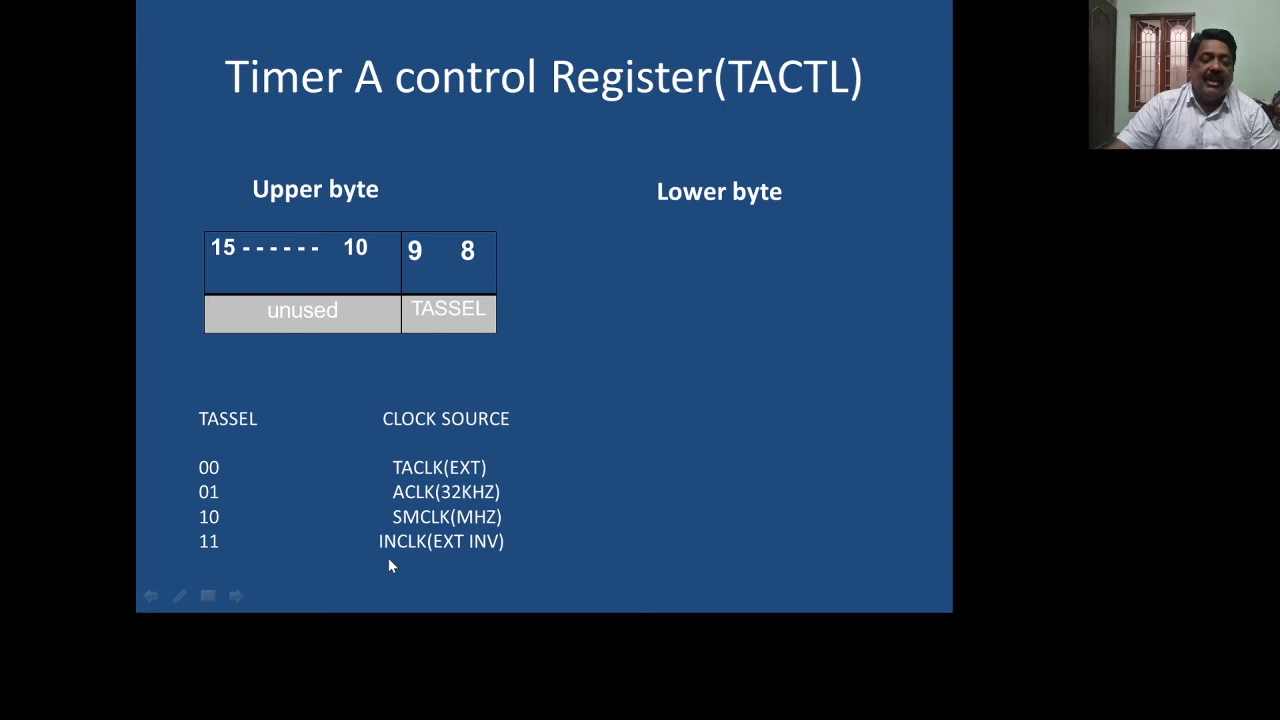 Timer A control Register(TACTL)
Upper byte
Lower byte
15 - - - - - - 10 9 8
unused TASSEL
TASSEL CLOCK SOURCE
00 TACLK(EXT)
01 ACLK(32KHZ)
10 SMCLK(MHZ)
11 INCLK(EXT INV)